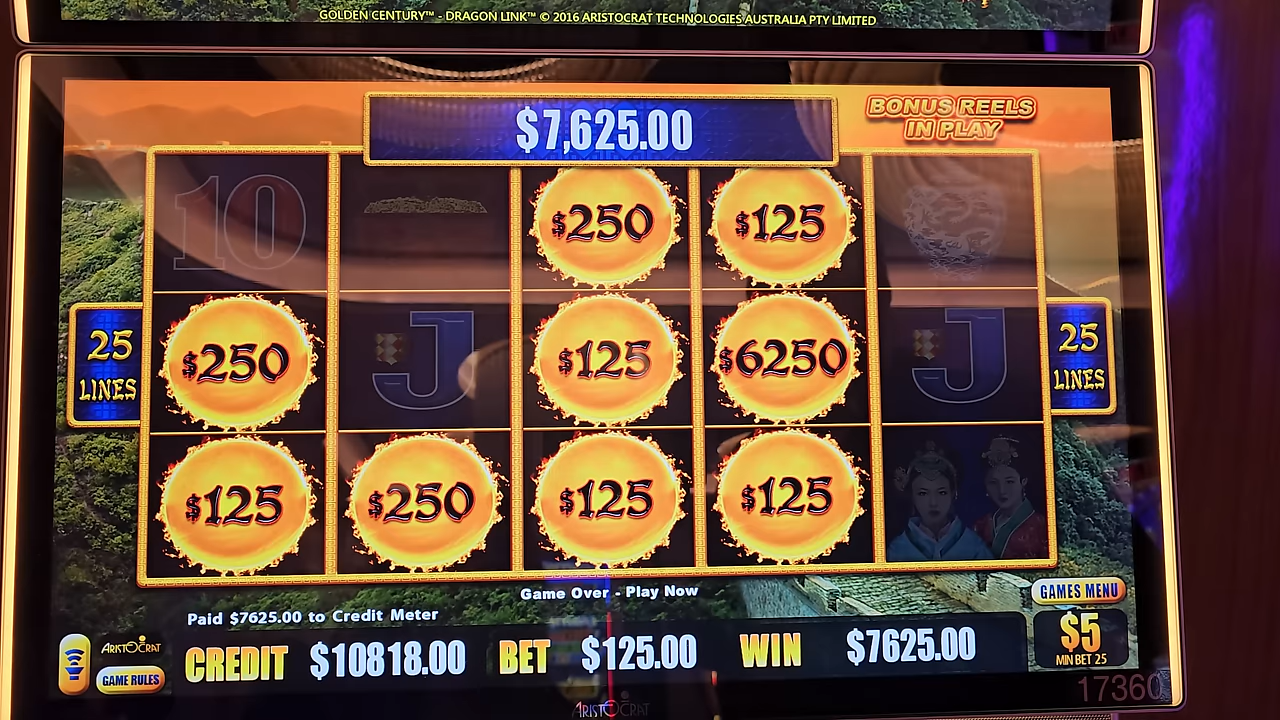 GOLDEN CENTURY™ - DRAGON LINK™ © 2016 ARISTOCRAT TECHNOLOGIES AUSTRALIA PTY LIMITED
$7,625.00
BONUS REELS
IN PLAY
10
$250
$125
25
LINES
$250
J
$125
$6250
J
25
LINES
$125
$250
$125
$125
Game Over - Play Now
GAMES MENU
Paid $7625.00 to Credit Meter
ARISTOCRAT
GAME RULES
CREDIT $10818.00 BET $125.00 WIN $7625.00
$5
MIN BET 25
17360
ARISTOCRAT